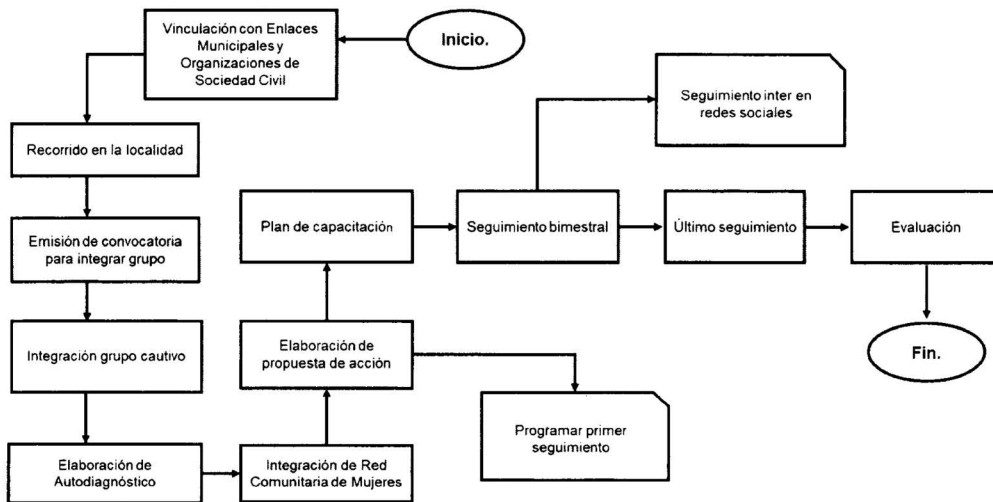 Inicio.
Vinculación con Enlaces
Municipales y
Organizaciones de
Sociedad Civil
Recorrido en la localidad
Emisión de convocatoria
para integrar grupo
Integración grupo cautivo
Elaboración de
Autodiagnóstico
Integración de Red
Comunitaria de Mujeres
Elaboración de
propuesta de acción
Programar primer
seguimiento
Plan de capacitación
Seguimiento bimestral
Seguimiento inter en
redes sociales
Último seguimiento
Evaluación
Fin.